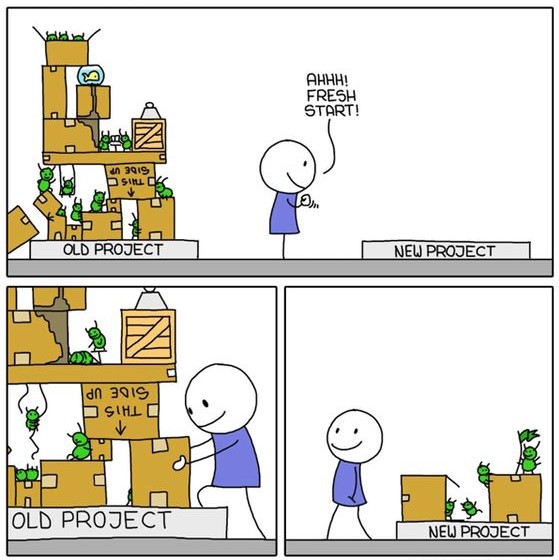 AHHH!
FRESH
START!
THIS
SIDE UP
OLD PROJECT
NEW PROJECT
THIS
SIDE UP
OLD PROJECT
NEW PROJECT